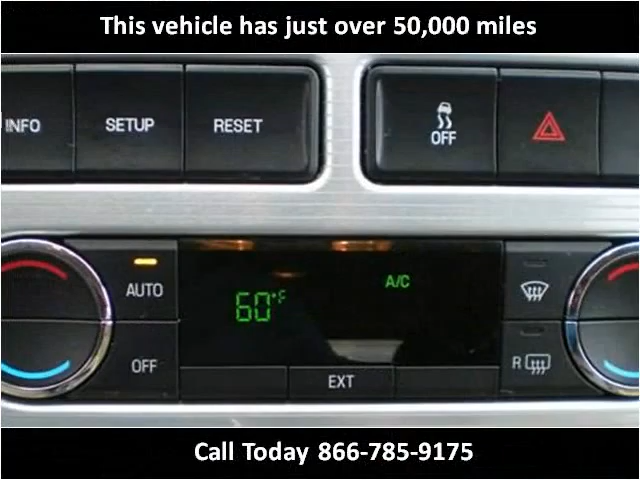 This vehicle has just over 50,000 miles
INFO SETUP RESET OFF
AUTO 60°F A/C
OFF EXT R
Call Today 866-785-9175